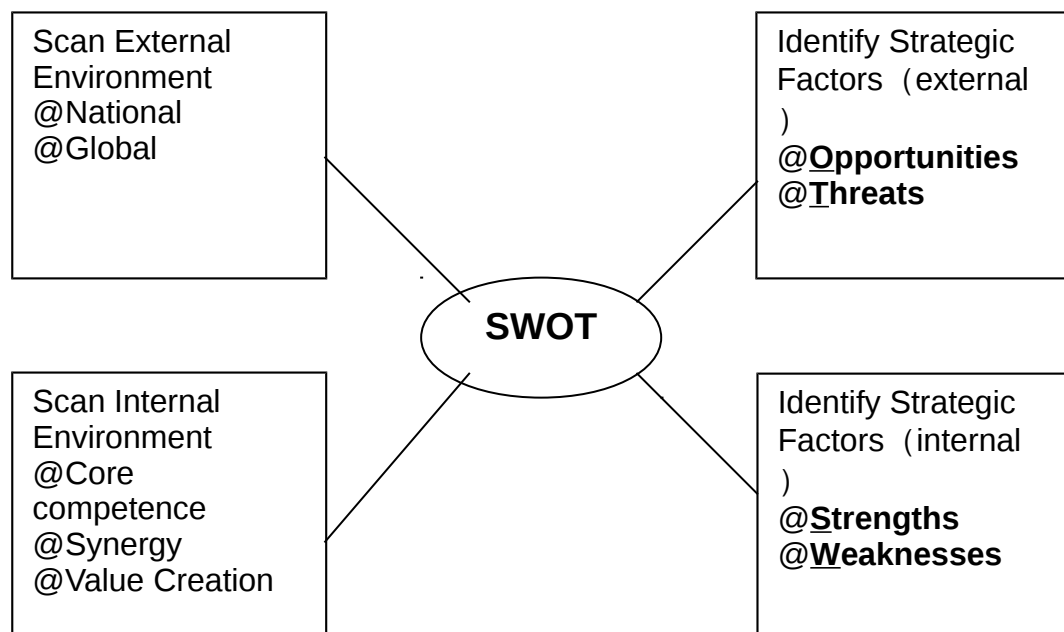 Scan External
Environment
@National
@Global
Identify Strategic
Factors（external
）
@Opportunities
@Threats
SWOT
Scan Internal
Environment
@Core
competence
@Synergy
@Value Creation
Identify Strategic
Factors（internal
）
@Strengths
@Weaknesses